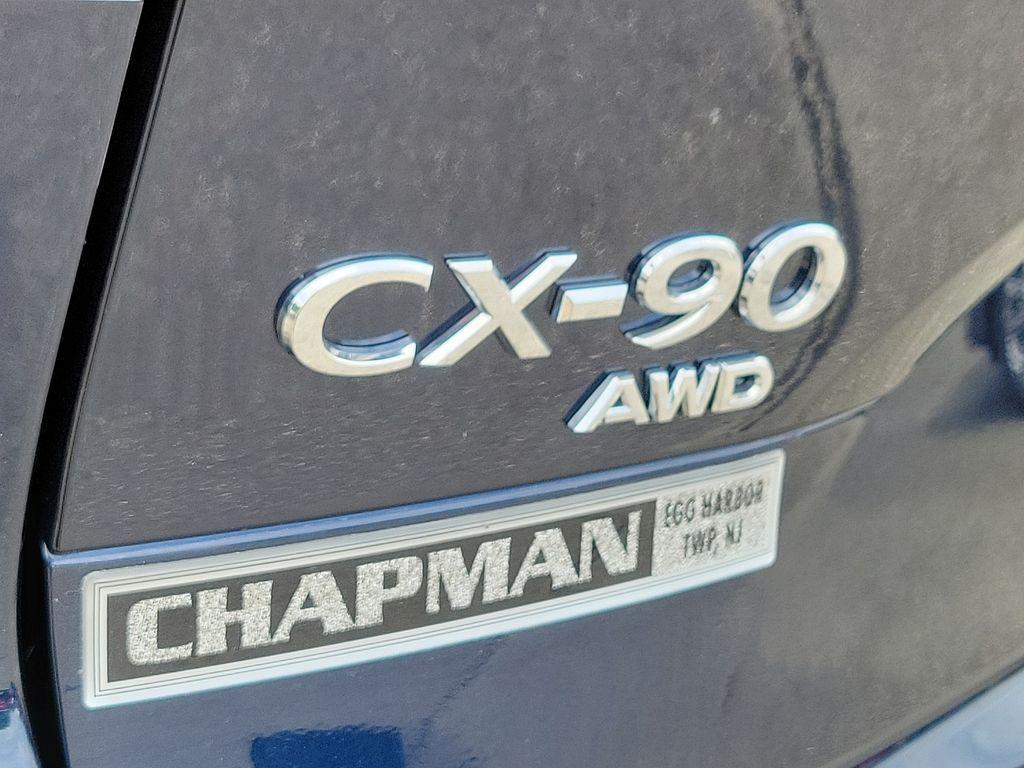 CX-90
AWD
CHAPMAN
EGG HARBOR
TWP, NJ